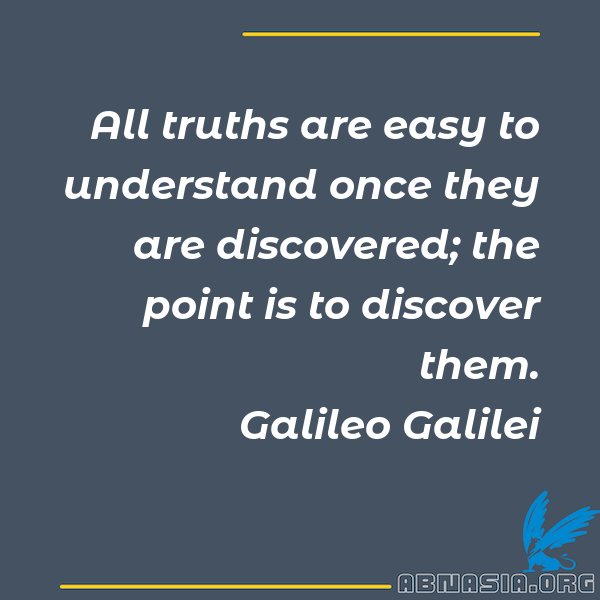 All truths are easy to
understand once they
are discovered; the
point is to discover
them.
Galileo Galilei
ABNASIA.ORG